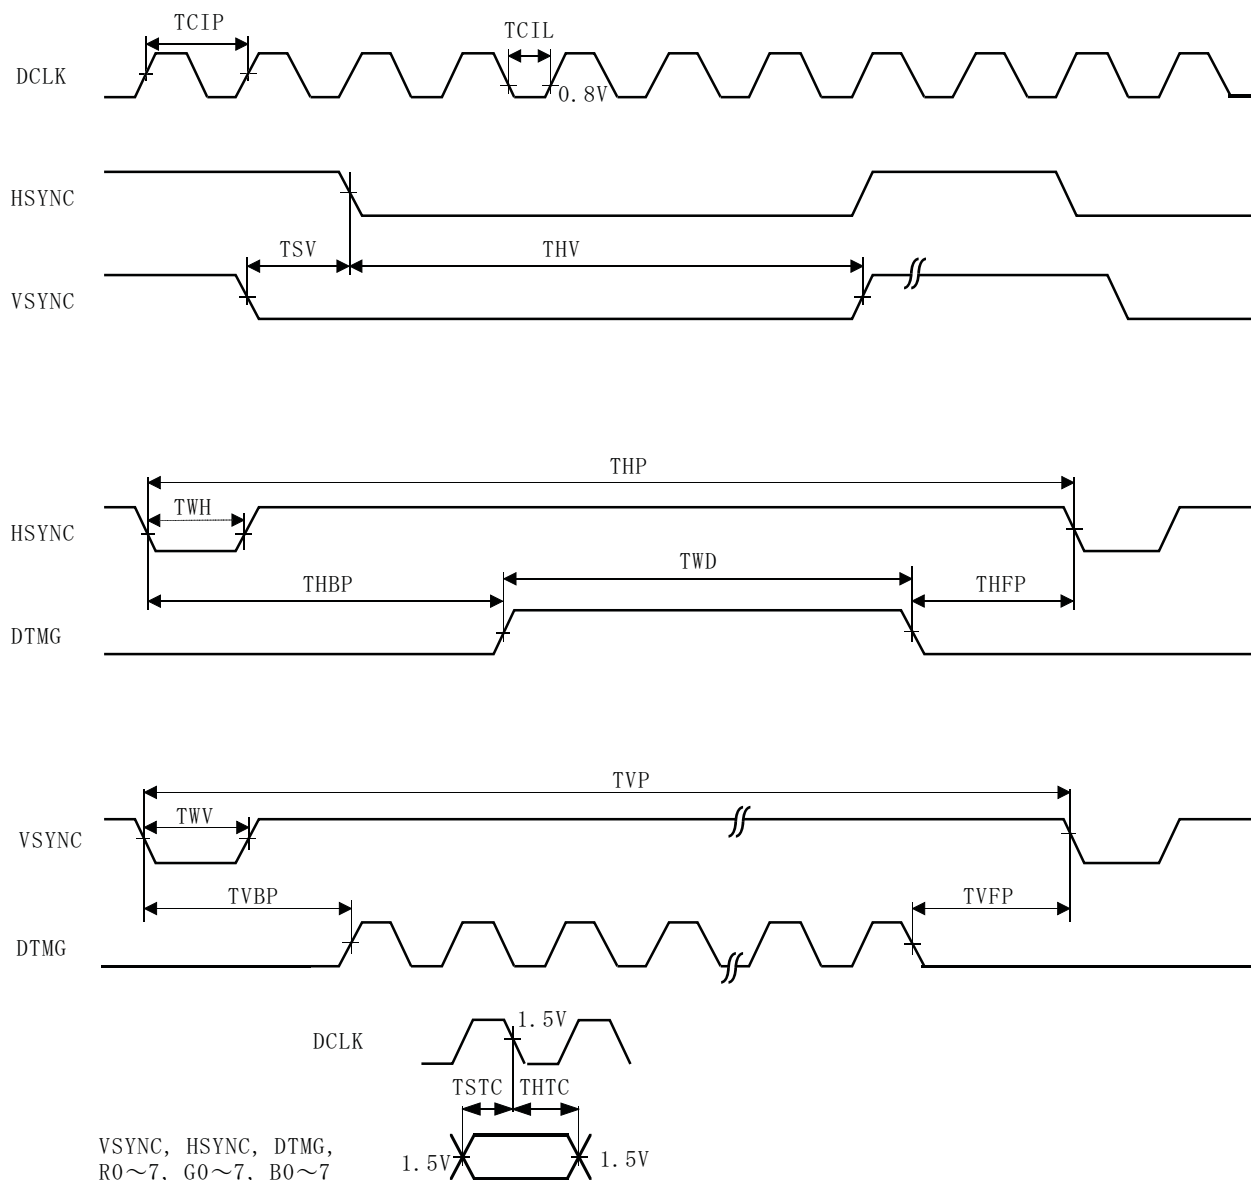 TCIP
TCIL
DCLK
0.8V
HSYNC
TSV
THV
VSYNC
THP
TWH
HSYNC
TWD
THBP
THFP
DTMG
TVP
TWV
VSYNC
TVBP
TVFP
DTMG
1.5V
DCLK
TSTC THTC
VSYNC, HSYNC, DTMG,
1.5V
1.5V
R0～7, G0～7, B0～7